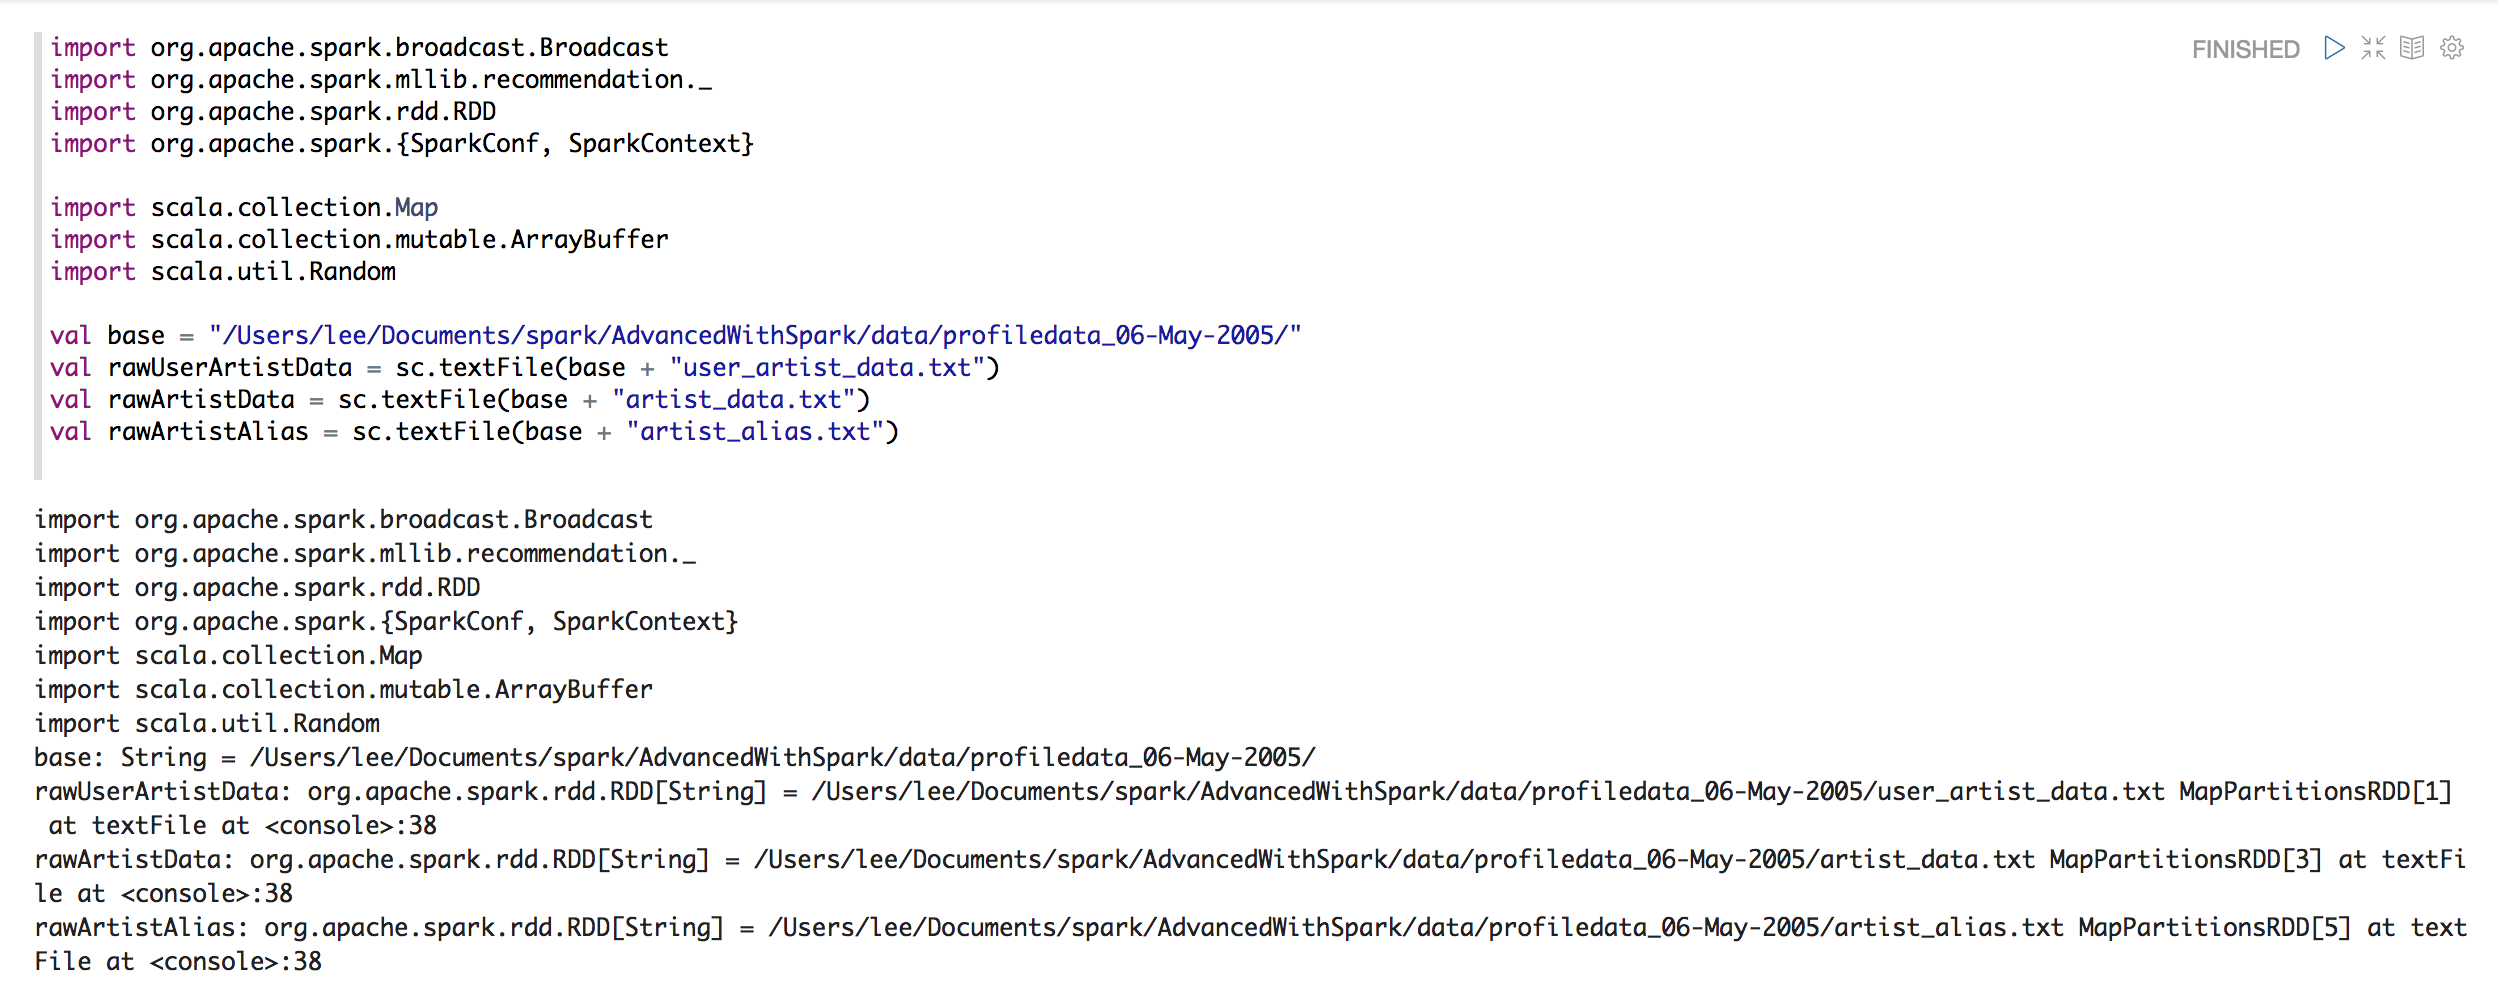 import org.apache.spark.broadcast.Broadcast
FINISHED
import org.apache.spark.mllib.recommendation._
import org.apache.spark.rdd.RDD
import org.apache.spark.{SparkConf, SparkContext}
import scala.collection.Map
import scala.collection.mutable.ArrayBuffer
import scala.util.Random
val base = "/Users/lee/Documents/spark/AdvancedWithSpark/data/profiledata_06-May-2005/"
val rawUserArtistData = sc.textFile(base + "user_artist_data.txt")
val rawArtistData = sc.textFile(base + "artist_data.txt")
val rawArtistAlias = sc.textFile(base + "artist_alias.txt")
import org.apache.spark.broadcast.Broadcast
import org.apache.spark.mllib.recommendation._
import org.apache.spark.rdd.RDD
import org.apache.spark.{SparkConf, SparkContext}
import scala.collection.Map
import scala.collection.mutable.ArrayBuffer
import scala.util.Random
base: String = /Users/lee/Documents/spark/AdvancedWithSpark/data/profiledata_06-May-2005/
rawUserArtistData: org.apache.spark.rdd.RDD[String] = /Users/lee/Documents/spark/AdvancedWithSpark/data/profiledata_06-May-2005/user_artist_data.txt MapPartitionsRDD[1]
 at textFile at <console>:38
rawArtistData: org.apache.spark.rdd.RDD[String] = /Users/lee/Documents/spark/AdvancedWithSpark/data/profiledata_06-May-2005/artist_data.txt MapPartitionsRDD[3] at textFi
le at <console>:38
rawArtistAlias: org.apache.spark.rdd.RDD[String] = /Users/lee/Documents/spark/AdvancedWithSpark/data/profiledata_06-May-2005/artist_alias.txt MapPartitionsRDD[5] at text
File at <console>:38